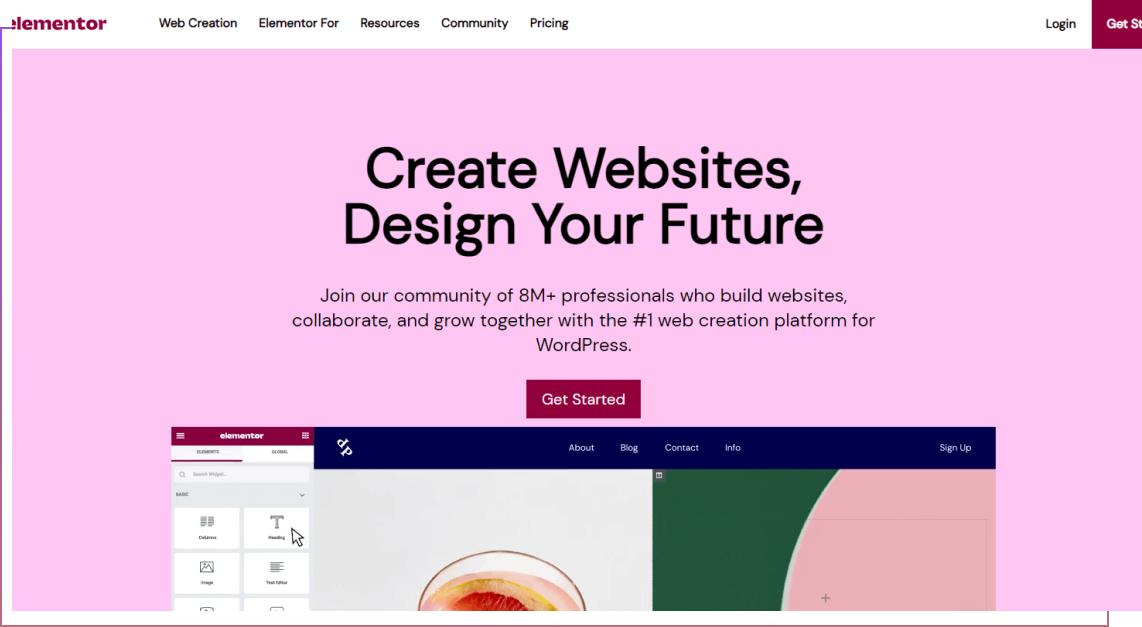 elementor
Web Creation Elementor For Resources Community Pricing
Login
Get St
Create Websites,
Design Your Future
Join our community of 8M+ professionals who build websites,
collaborate, and grow together with the #1 web creation platform for
WordPress.
Get Started
elementor
ELEMENTS GLOBAL
Search Widget...
BASIC
Columns Heading
Image Text Editor
About Blog Contact Info Sign Up